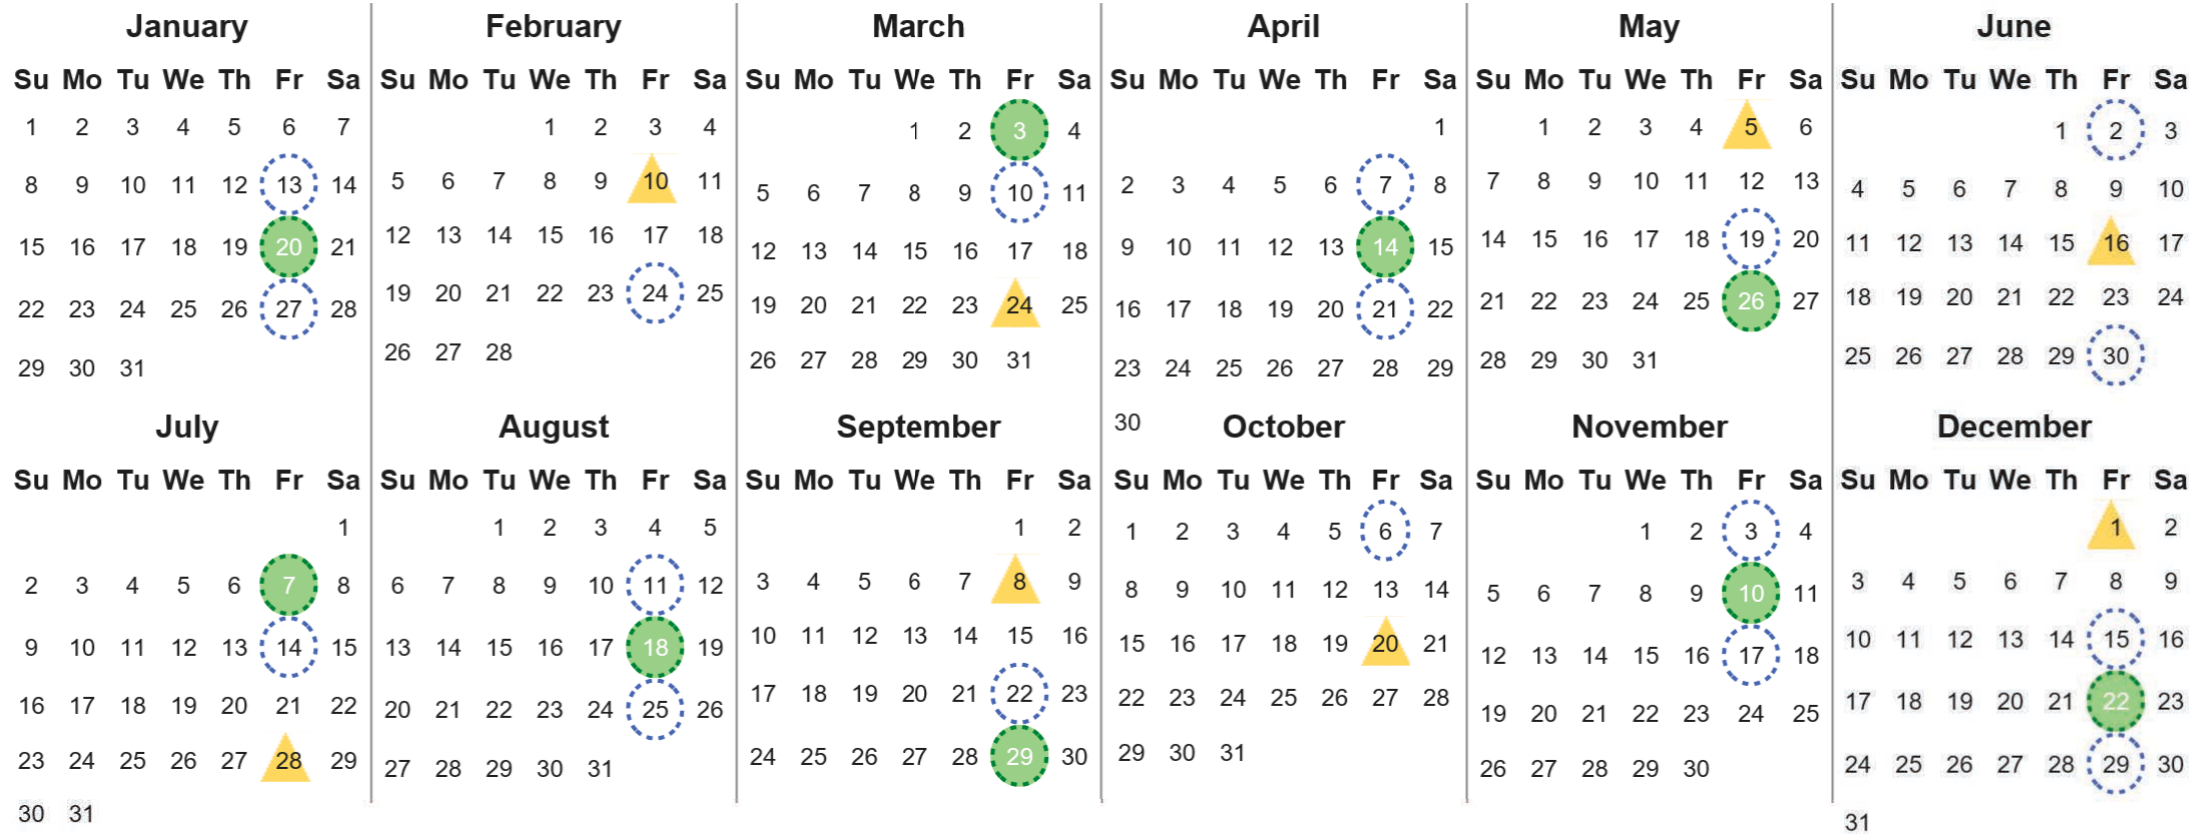 January February March April May June
Su Mo Tu We Th Fr Sa Su Mo Tu We Th Fr Sa Su Mo Tu We Th Fr Sa Su Mo Tu We Th Fr Sa Su Mo Tu We Th Fr Sa Su Mo Tu We Th Fr Sa
1 2 3 4 5 6 7 1 2 3 4 1 2 3 4 1 1 2 3 4 5 6 1 2 3
8 9 10 11 12 13 14 5 6 7 8 9 10 11 5 6 7 8 9 10 11 2 3 4 5 6 7 8 7 8 9 10 11 12 13 4 5 6 7 8 9 10
15 16 17 18 19 20 21 12 13 14 15 16 17 18 12 13 14 15 16 17 18 9 10 11 12 13 14 15 14 15 16 17 18 19 20 11 12 13 14 15 16 17
22 23 24 25 26 27 28 19 20 21 22 23 24 25 19 20 21 22 23 24 25 16 17 18 19 20 21 22 21 22 23 24 25 26 27 18 19 20 21 22 23 24
29 30 31 26 27 28 26 27 28 29 30 31 23 24 25 26 27 28 29 28 29 30 31 25 26 27 28 29 30
30
July August September October November December
Su Mo Tu We Th Fr Sa Su Mo Tu We Th Fr Sa Su Mo Tu We Th Fr Sa Su Mo Tu We Th Fr Sa Su Mo Tu We Th Fr Sa Su Mo Tu We Th Fr Sa
1 1 2 3 4 5 1 2 1 2 3 4 5 6 7 1 2 3 4 1 2
2 3 4 5 6 7 8 6 7 8 9 10 11 12 3 4 5 6 7 8 9 8 9 10 11 12 13 14 5 6 7 8 9 10 11 3 4 5 6 7 8 9
9 10 11 12 13 14 15 13 14 15 16 17 18 19 10 11 12 13 14 15 16 15 16 17 18 19 20 21 12 13 14 15 16 17 18 10 11 12 13 14 15 16
16 17 18 19 20 21 22 20 21 22 23 24 25 26 17 18 19 20 21 22 23 22 23 24 25 26 27 28 19 20 21 22 23 24 25 17 18 19 20 21 22 23
23 24 25 26 27 28 29 27 28 29 30 31 24 25 26 27 28 29 30 29 30 31 26 27 28 29 30 24 25 26 27 28 29 30
30 31 31